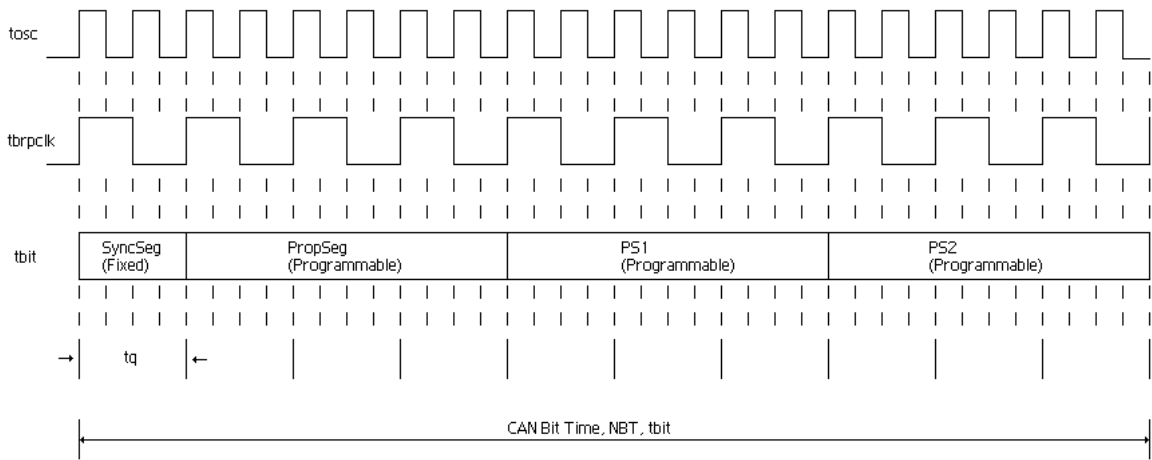 tosc
tbrpclk
tbit
SyncSeg
(Fixed)
PropSeg
(Programmable)
PS1
(Programmable)
PS2
(Programmable)
tq
CAN Bit Time, NBT, tbit